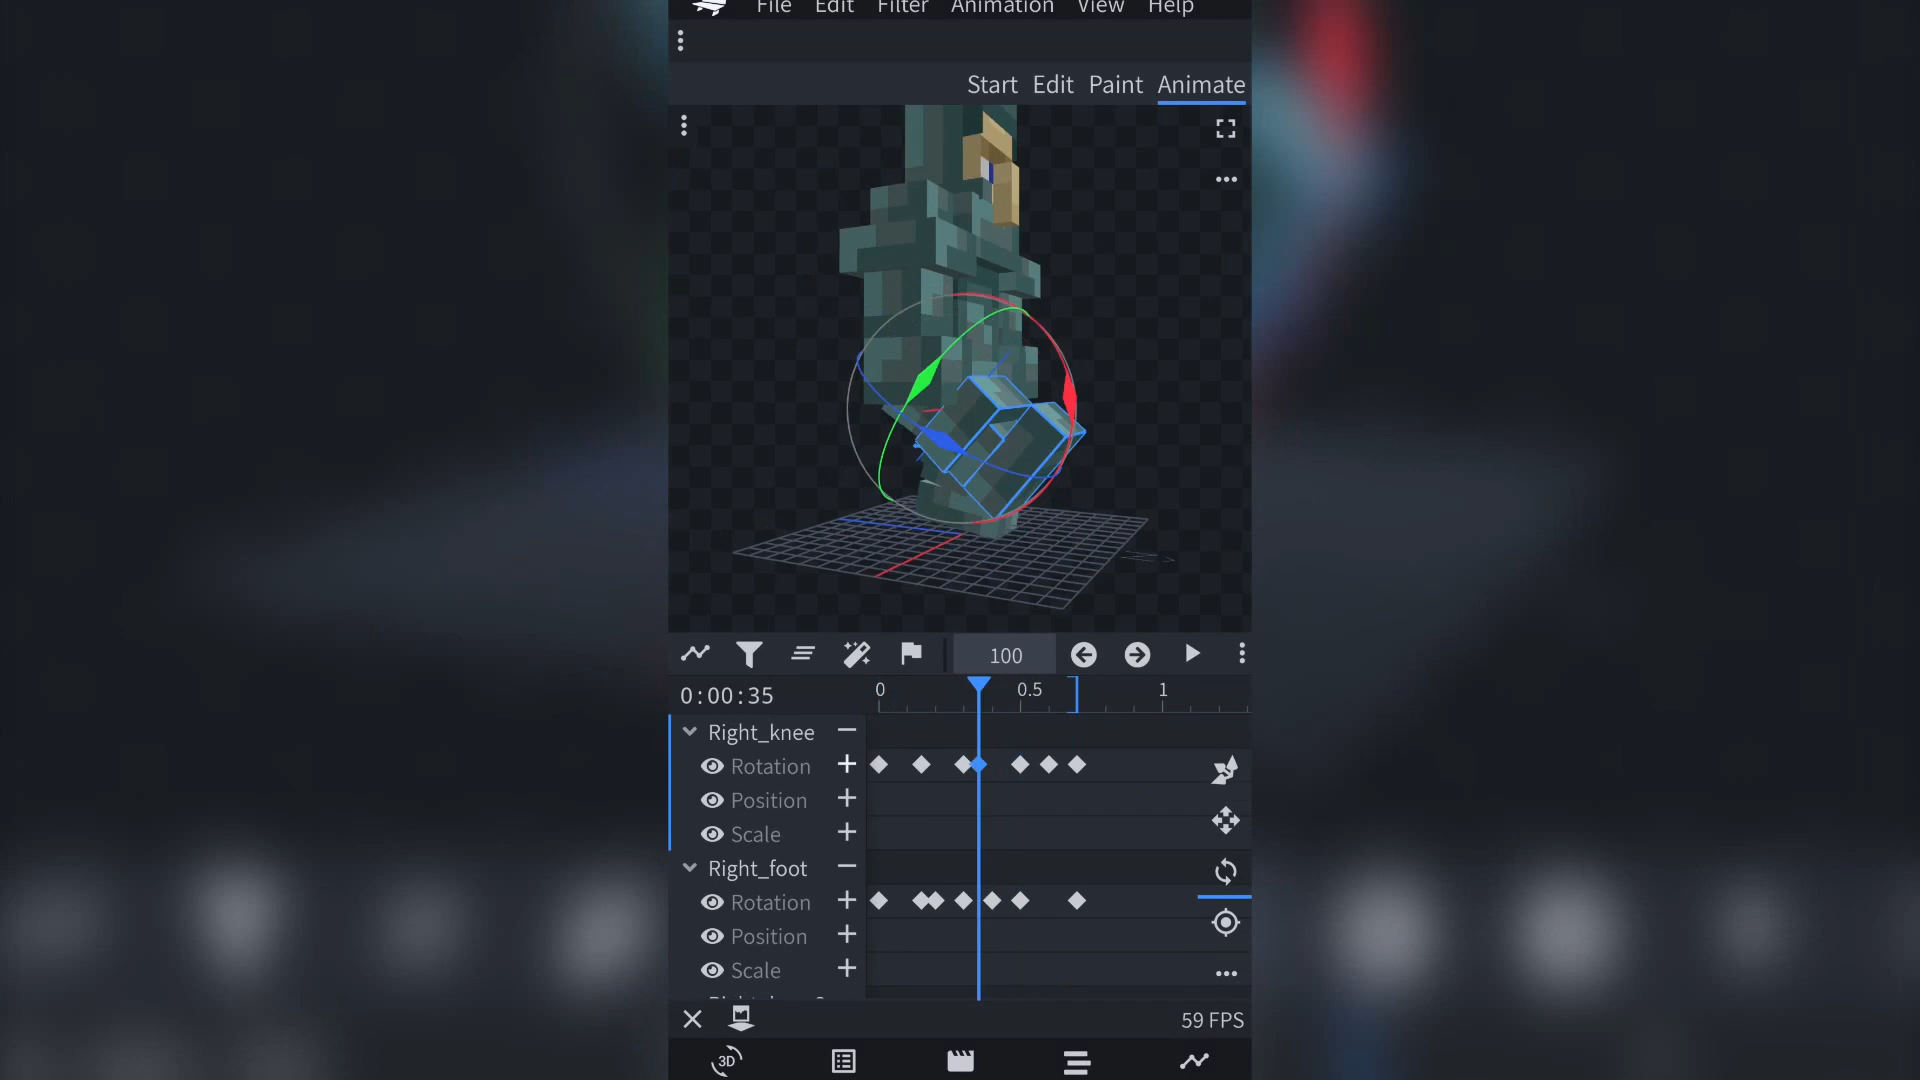 File Edit Filter Animation View Help
Start Edit Paint Animate
100
0:00:35
0 0.5 1
Right_knee
Rotation
Position
Scale
Right_foot
Rotation
Position
Scale
59 FPS
3D